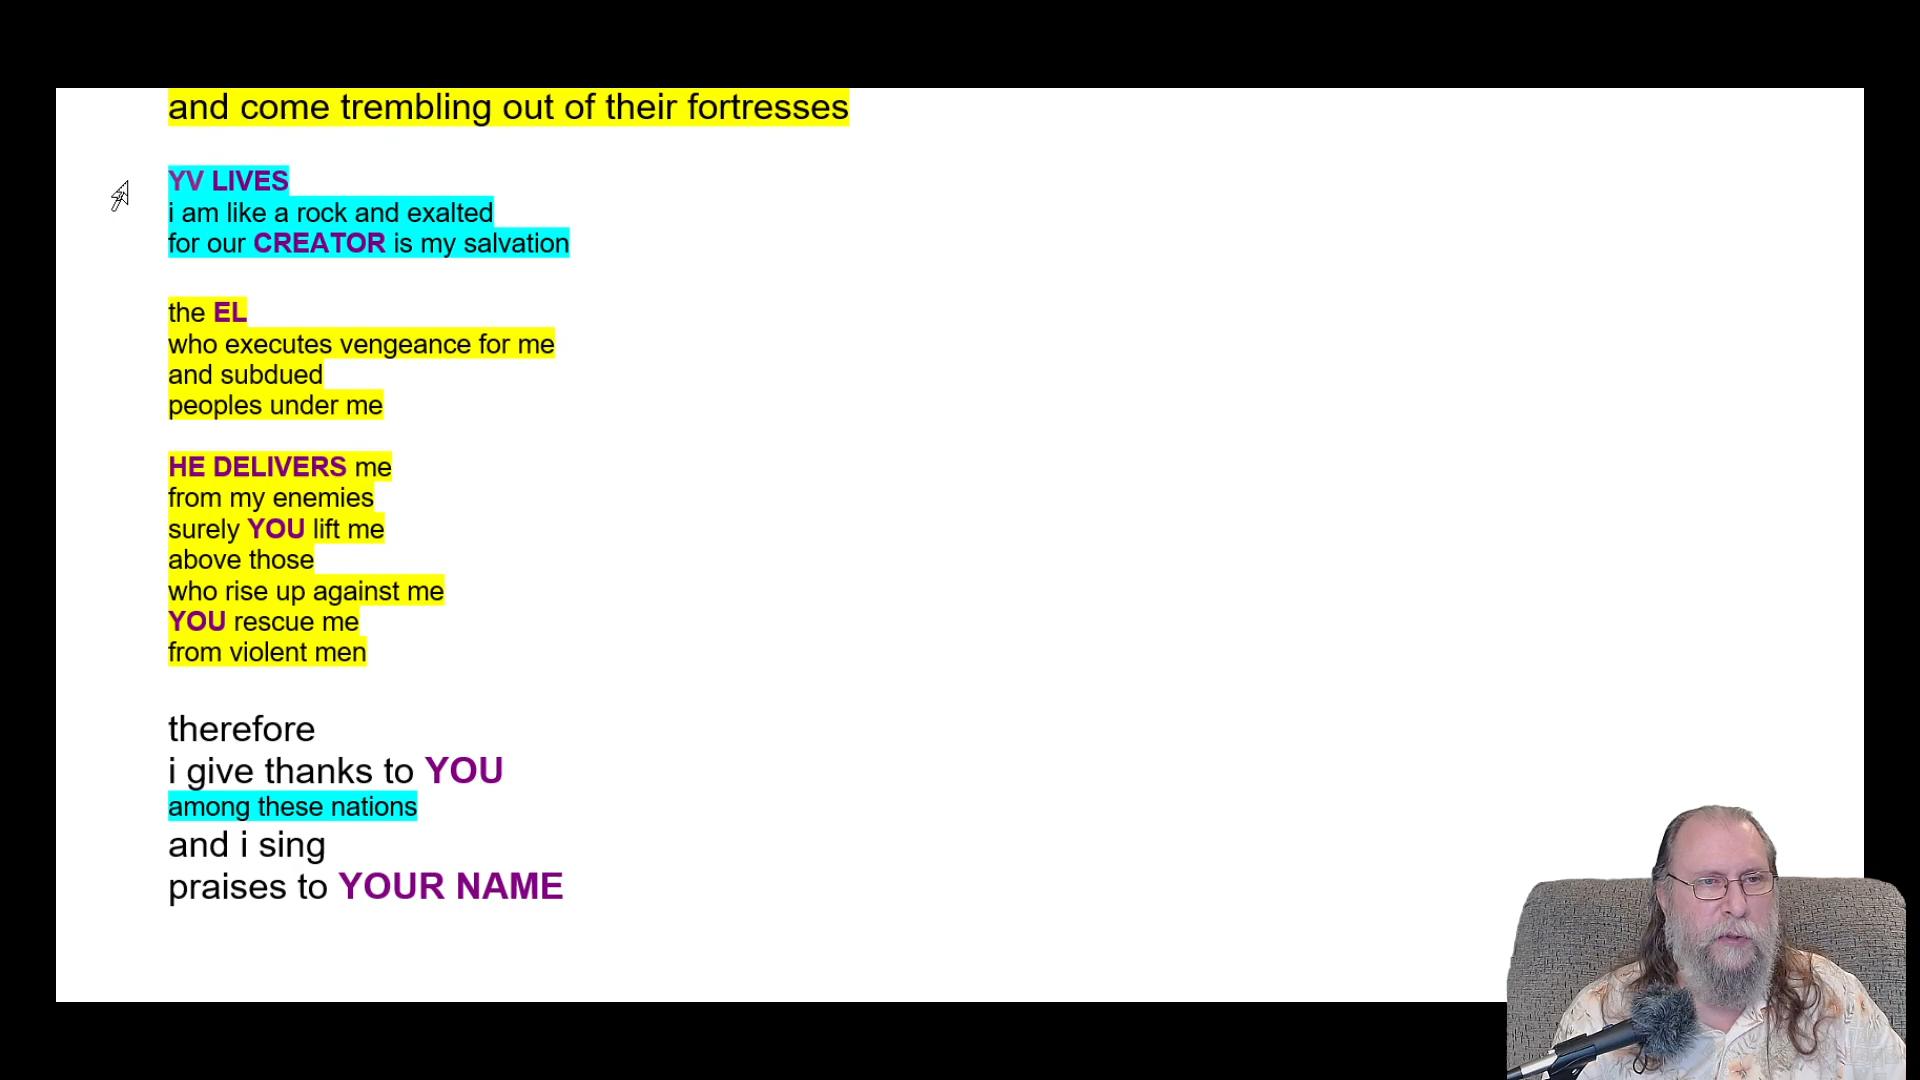 and come trembling out of their fortresses
YV LIVES
i am like a rock and exalted
for our CREATOR is my salvation
the EL
who executes vengeance for me
and subdued
peoples under me
HE DELIVERS me
from my enemies
surely YOU lift me
above those
who rise up against me
YOU rescue me
from violent men
therefore
i give thanks to YOU
among these nations
and i sing
praises to YOUR NAME